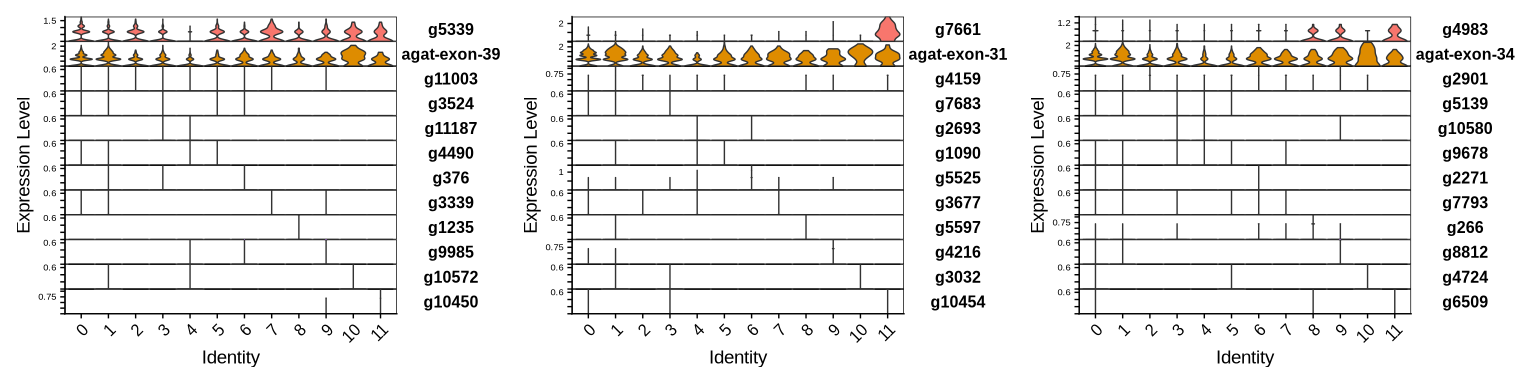 Expression Level
1.5
g5339
2
agat-exon-39
0.6
g11003
0.6
g3524
0.6
g11187
0.6
g4490
0.6
g376
0.6
g3339
0.6
g1235
0.6
g9985
0.6
g10572
0.75
g10450
0 1 2 3 4 5 6 7 8 9 10 11
Identity
Expression Level
2
g7661
2
agat-exon-31
0.75
g4159
0.6
g7683
0.6
g2693
0.6
g1090
1
g5525
0.6
g3677
0.6
g5597
0.75
g4216
0.6
g3032
0.6
g10454
0 1 2 3 4 5 6 7 8 9 10 11
Identity
Expression Level
1.2
g4983
2
agat-exon-34
0.75
g2901
0.6
g5139
0.6
g10580
0.6
g9678
0.6
g2271
0.6
g7793
0.75
g266
0.6
g8812
0.6
g4724
0.6
g6509
0 1 2 3 4 5 6 7 8 9 10 11
Identity